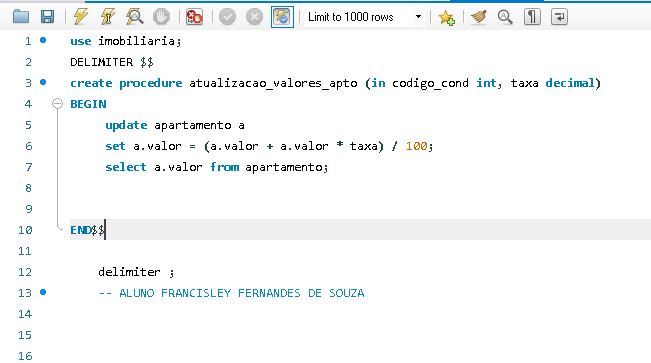 Limit to 1000 rows
1 use imobiliaria;
2 DELIMITER $$
3 create procedure atualizacao_valores_apto (in codigo_cond int, taxa decimal)
4 BEGIN
5 update apartamento a
6 set a.valor = (a.valor + a.valor * taxa) / 100;
7 select a.valor from apartamento;
8
9
10 END$$
11
12 delimiter ;
13 -- ALUNO FRANCISLEY FERNANDES DE SOUZA
14
15
16